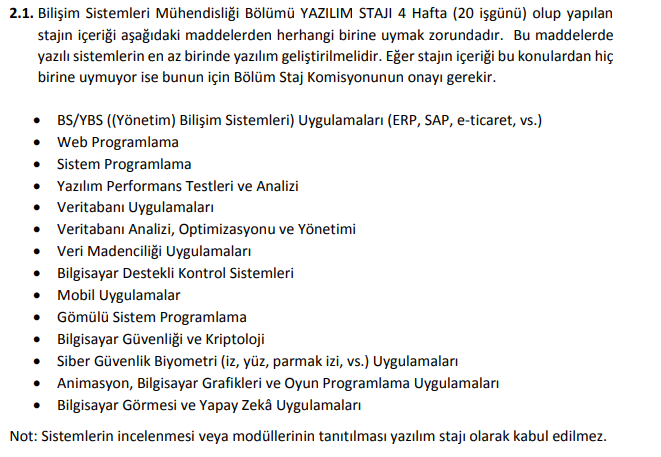 2.1. Bilişim Sistemleri Mühendisliği Bölümü YAZILIM STAJI 4 Hafta (20 işgünü) olup yapılan
stajın içeriği aşağıdaki maddelerden herhangi birine uymak zorundadır. Bu maddelerde
yazılı sistemlerin en az birinde yazılım geliştirilmelidir. Eğer stajın içeriği bu konulardan hiç
birine uymuyor ise bunun için Bölüm Staj Komisyonunun onayı gerekir.
• BS/YBS ((Yönetim) Bilişim Sistemleri) Uygulamaları (ERP, SAP, e-ticaret, vs.)
• Web Programlama
• Sistem Programlama
• Yazılım Performans Testleri ve Analizi
• Veritabanı Uygulamaları
• Veritabanı Analizi, Optimizasyonu ve Yönetimi
• Veri Madenciliği Uygulamaları
• Bilgisayar Destekli Kontrol Sistemleri
• Mobil Uygulamalar
• Gömülü Sistem Programlama
• Bilgisayar Güvenliği ve Kriptoloji
• Siber Güvenlik Biyometri (iz, yüz, parmak izi, vs.) Uygulamaları
• Animasyon, Bilgisayar Grafikleri ve Oyun Programlama Uygulamaları
• Bilgisayar Görmesi ve Yapay Zekâ Uygulamaları
Not: Sistemlerin incelenmesi veya modüllerinin tanıtılması yazılım stajı olarak kabul edilmez.